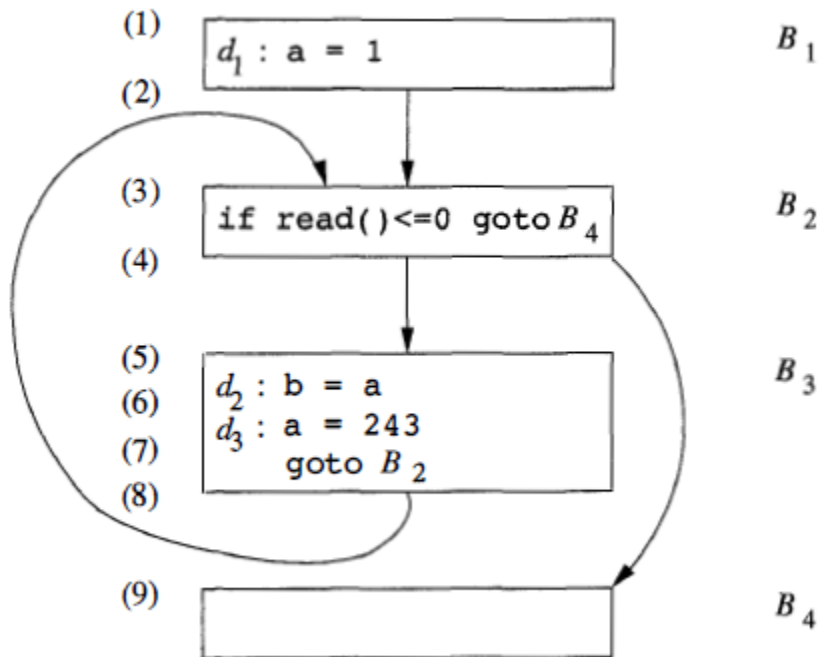 (1)
d1 : a = 1
B1
(2)
(3)
if read()<=0 goto B4
B2
(4)
(5)
d2 : b = a
B3
(6)
d3 : a = 243
(7)
goto B2
(8)
(9)
B4